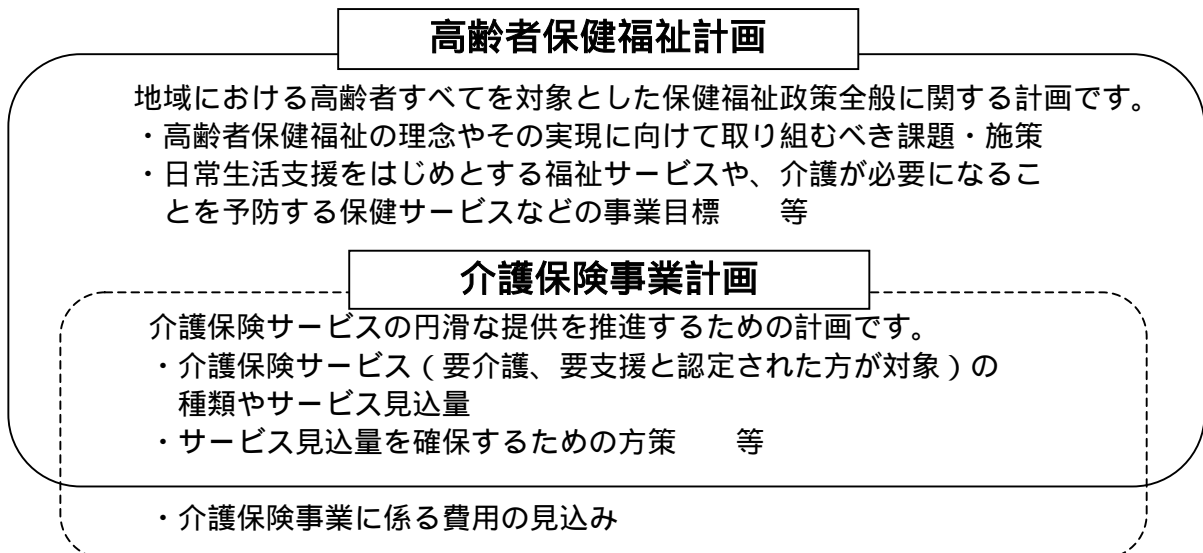 高齢者保健福祉計画
地域における高齢者すべてを対象とした保健福祉政策全般に関する計画です。
・高齢者保健福祉の理念やその実現に向けて取り組むべき課題・施策
・日常生活支援をはじめとする福祉サービスや、介護が必要になるこ
とを予防する保健サービスなどの事業目標　　等
介護保険事業計画
介護保険サービスの円滑な提供を推進するための計画です。
・介護保険サービス（要介護、要支援と認定された方が対象）の
種類やサービス見込量
・サービス見込量を確保するための方策　　等
・介護保険事業に係る費用の見込み